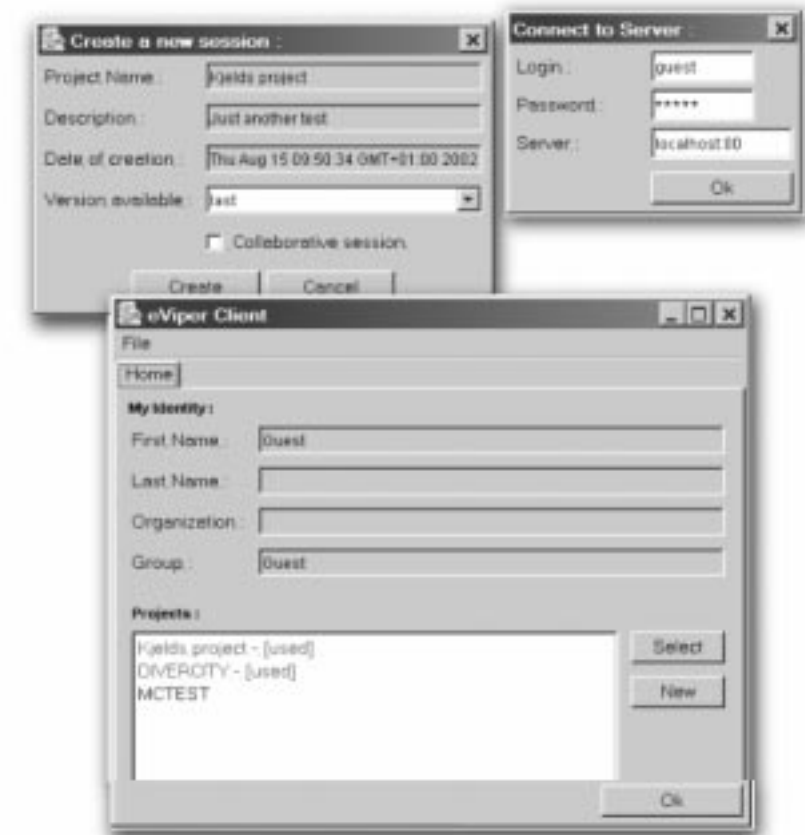 Create a new session :
Project Name :
Kjelds project
Description :
Just another test
Date of creation :
Thu Aug 15 09:50:34 GMT+01:00 2002
Version available :
last
Collaborative session.
Create
Cancel
Connect to Server :
Login :
guest
Password :
*****
Server :
localhost:80
Ok
eViper Client
File
Home
My Identity :
First Name :
Guest
Last Name :
Organization :
Group :
Guest
Projects :
Kjelds project - [used]
DIVERCITY - [used]
MCTEST
Select
New
Ok